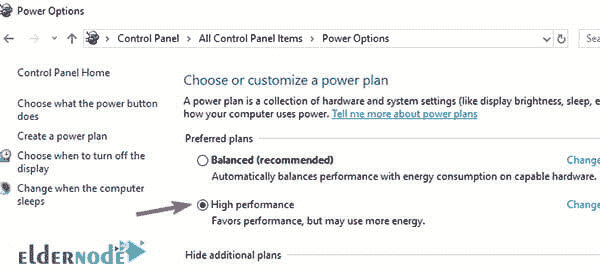 Power Options
Control Panel > All Control Panel Items > Power Options
Sea
Control Panel Home
Choose what the power button
does
Create a power plan
Choose when to turn off the
display
Change when the computer
sleeps
Choose or customize a power plan
A power plan is a collection of hardware and system settings (like display brightness, sleep, e
how your computer uses power. Tell me more about power plans
Preferred plans
Balanced (recommended)
Change
Automatically balances performance with energy consumption on capable hardware.
High performance
Change
Favors performance, but may use more energy.
Hide additional plans
eldernode